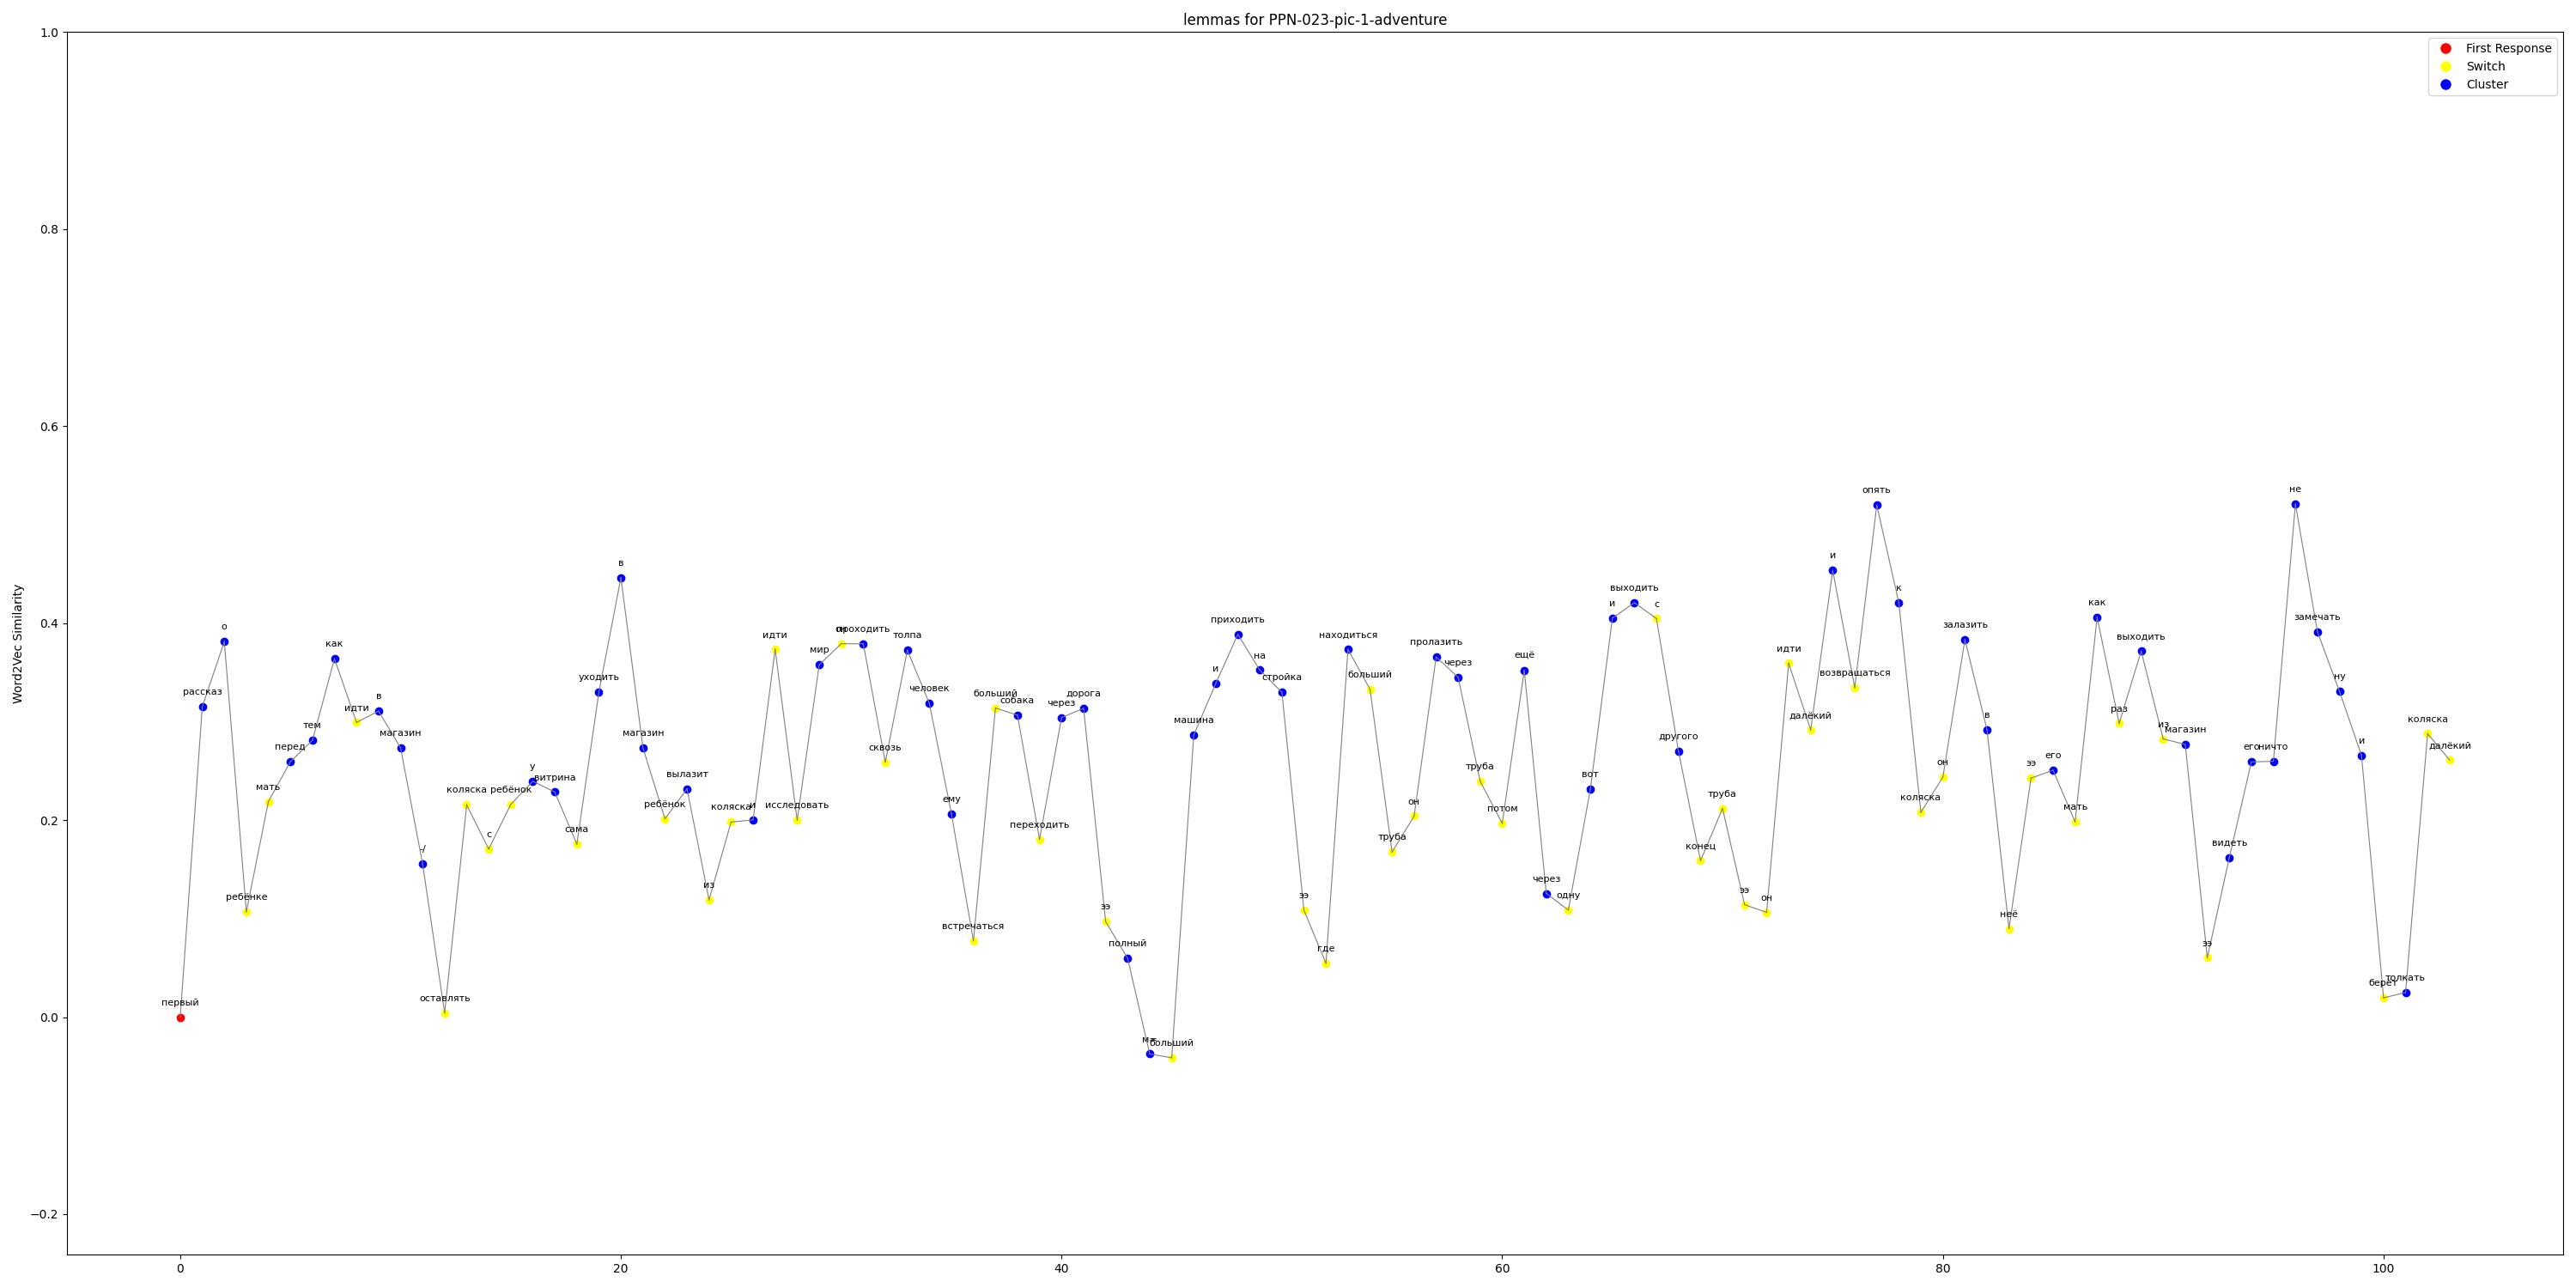 lemmas for PPN-023-pic-1-adventure
1.0
0.8
0.6
0.4
0.2
0.0
−0.2
Word2Vec Similarity
First Response
Switch
Cluster
первый
рассказ
о
ребёнке
мать
перед
тем
как
идти
в
магазин
-/
оставлять
коляска
с
ребёнок
у
витрина
сама
уходить
в
магазин
ребёнок
вылазит
из
коляска
и
идти
исследовать
мир
он
проходить
сквозь
толпа
человек
ему
встречаться
больший
собака
переходить
через
дорога
ээ
полный
больший
машина
и
приходить
на
стройка
ээ
где
находиться
больший
труба
он
пролазить
через
труба
потом
ещё
через
одну
вот
и
выходить
с
другого
конец
труба
ээ
он
идти
далёкий
и
возвращаться
опять
к
коляска
он
залазить
в
неё
ээ
его
мать
как
раз
выходить
из
магазин
ээ
видеть
его
ничто
не
замечать
ну
и
берёт
толкать
коляска
далёкий
0
20
40
60
80
100